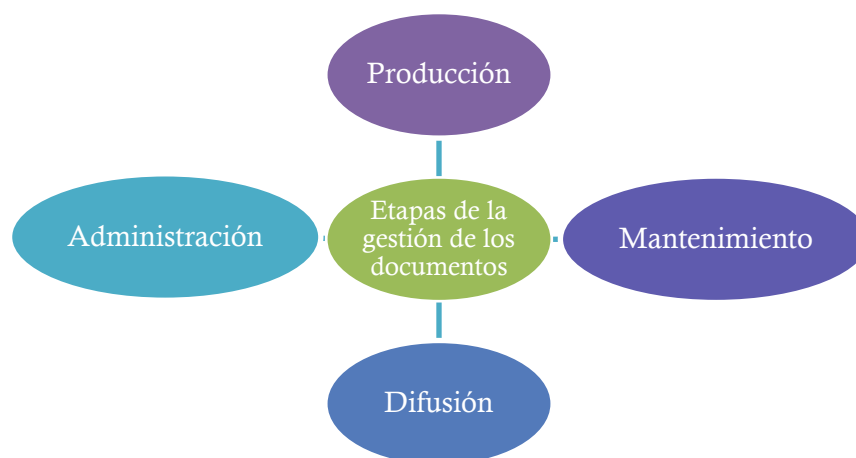 Producción
Administración
Etapas de la
gestión de los
documentos
Mantenimiento
Difusión